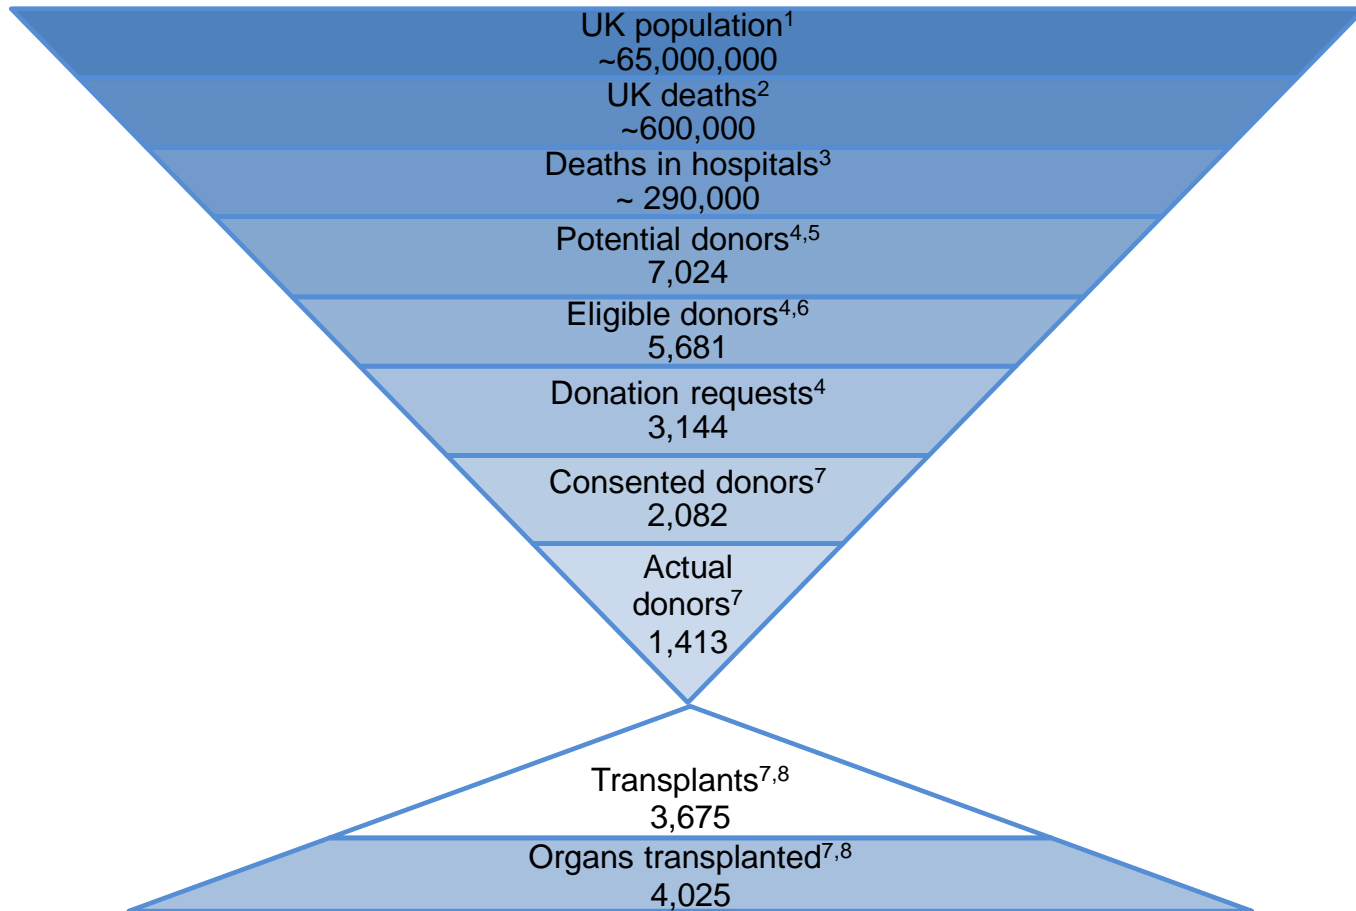 UK population¹
~65,000,000
UK deaths²
~600,000
Deaths in hospitals³
~ 290,000
Potential donors⁴,⁵
7,024
Eligible donors⁴,⁶
5,681
Donation requests⁴
3,144
Consented donors⁷
2,082
Actual
donors⁷
1,413
Transplants⁷,⁸
3,675
Organs transplanted⁷,⁸
4,025